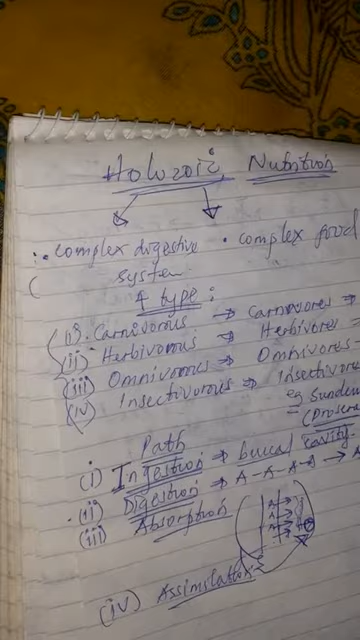 Holozoic Nutrition
• complex digestive • complex food
system
4 type :
(i) Carnivorous → Carnivores →
(ii) Herbivorous → Herbivores →
(iii) Omnivorous → Omnivores →
(iv) Insectivorous → Insectivores
eg Sundew
Path
(i) Ingestion → buccal cavity.
(ii) Digestion → A-A-A-A → A
(iii) Absorption
(iv) Assimilation